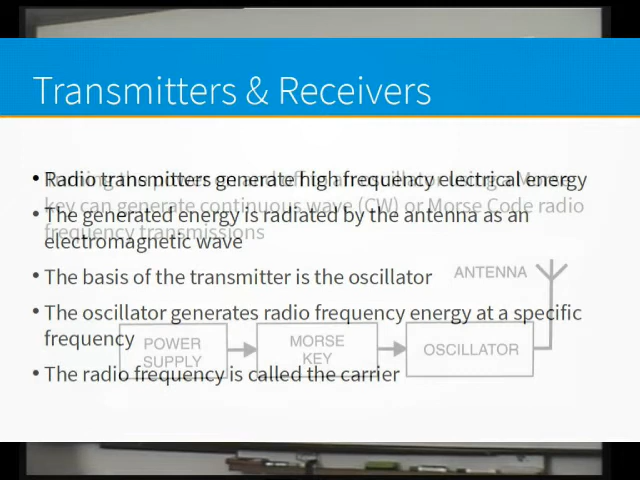 Transmitters & Receivers
• Radio transmitters generate high frequency electrical energy
key can generate continuous wave (CW) or Morse Code radio
• The generated energy is radiated by the antenna as an
frequency transmissions
electromagnetic wave
• The basis of the transmitter is the oscillator
ANTENNA
• The oscillator generates radio frequency energy at a specific
frequency
POWER
SUPPLY
MORSE
KEY
OSCILLATOR
• The radio frequency is called the carrier